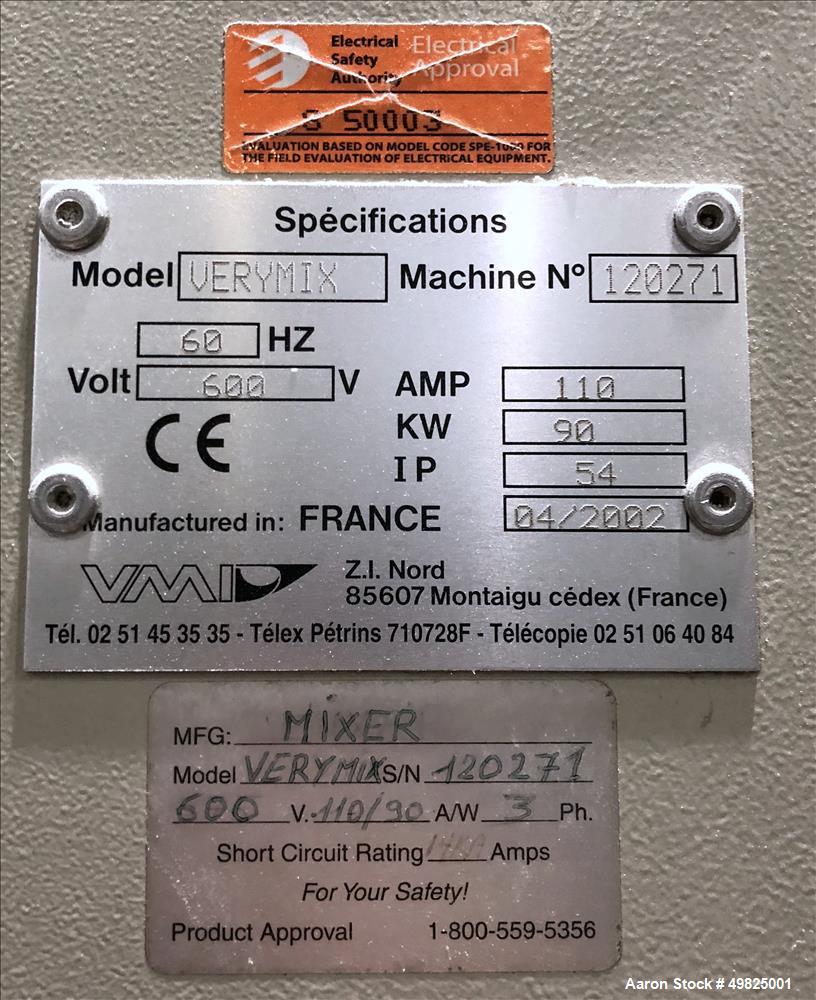 Electrical Safety Authority
Electrical Approval
S 50003
EVALUATION BASED ON MODEL CODE SPE-1000 FOR
THE FIELD EVALUATION OF ELECTRICAL EQUIPMENT.
Spécifications
Model VERYMIX Machine Nº 120271
60 HZ
Volt 600 V AMP 110
KW 90
CE
IP 54
Manufactured in: FRANCE 04/2002
VMI Z.I. Nord
85607 Montaigu cédex (France)
Tél. 02 51 45 35 35 - Télex Pétrins 710728F - Télécopie 02 51 06 40 84
MFG: MIXER
Model VERYMIX S/N 120271
600 V. 110/90 A/W 3 Ph.
Short Circuit Rating Amps
For Your Safety!
Product Approval 1-800-559-5356
Aaron Stock # 49825001